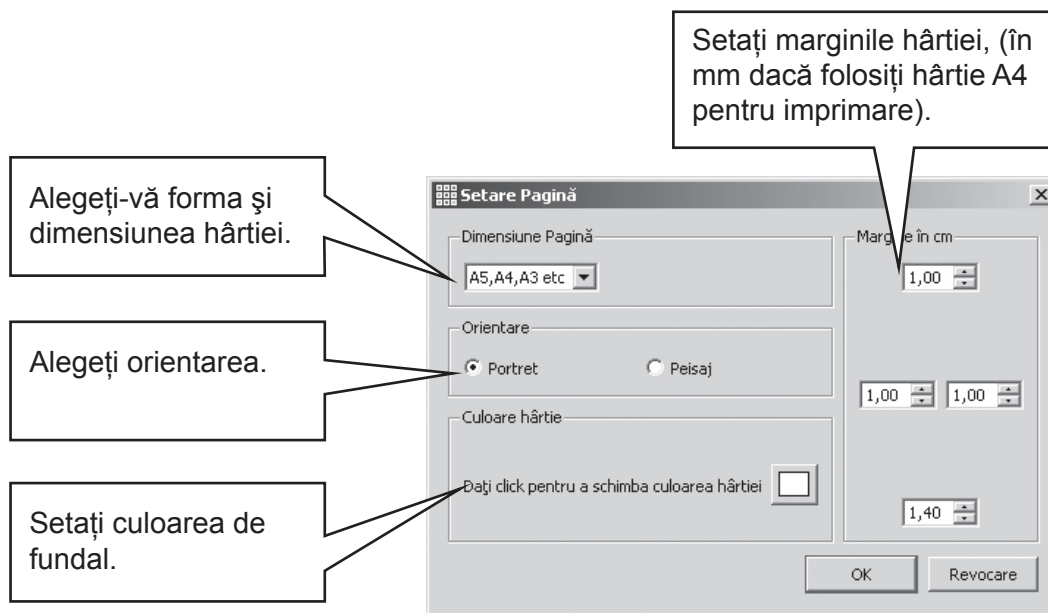 Setați marginile hârtiei, (în
mm dacă folosiți hârtie A4
pentru imprimare).
Alegeți-vă forma şi
dimensiunea hârtiei.
Alegeți orientarea.
Setați culoarea de
fundal.
Setare Pagină
Dimensiune Pagină
A5,A4,A3 etc
Orientare
Portret
Peisaj
Culoare hârtie
Daţi click pentru a schimba culoarea hârtiei
în cm
1,00
1,00 1,00
1,40
OK Revocare